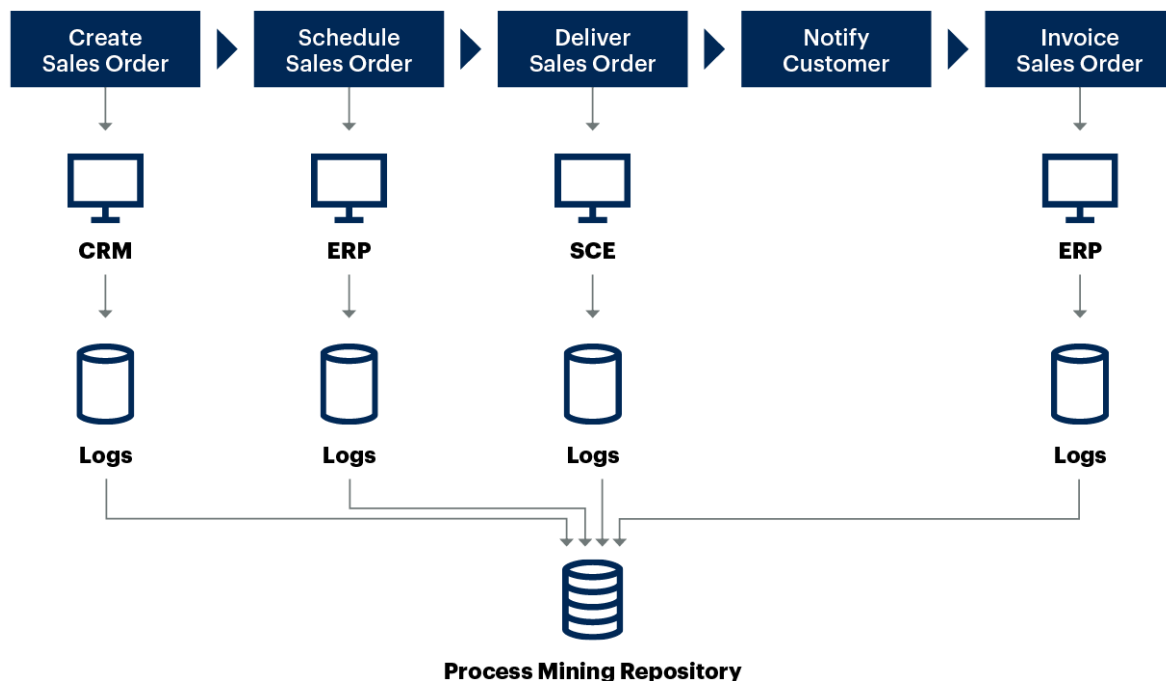 Create
Sales Order
Schedule
Sales Order
Deliver
Sales Order
Notify
Customer
Invoice
Sales Order
CRM
ERP
SCE
ERP
Logs
Logs
Logs
Logs
Process Mining Repository